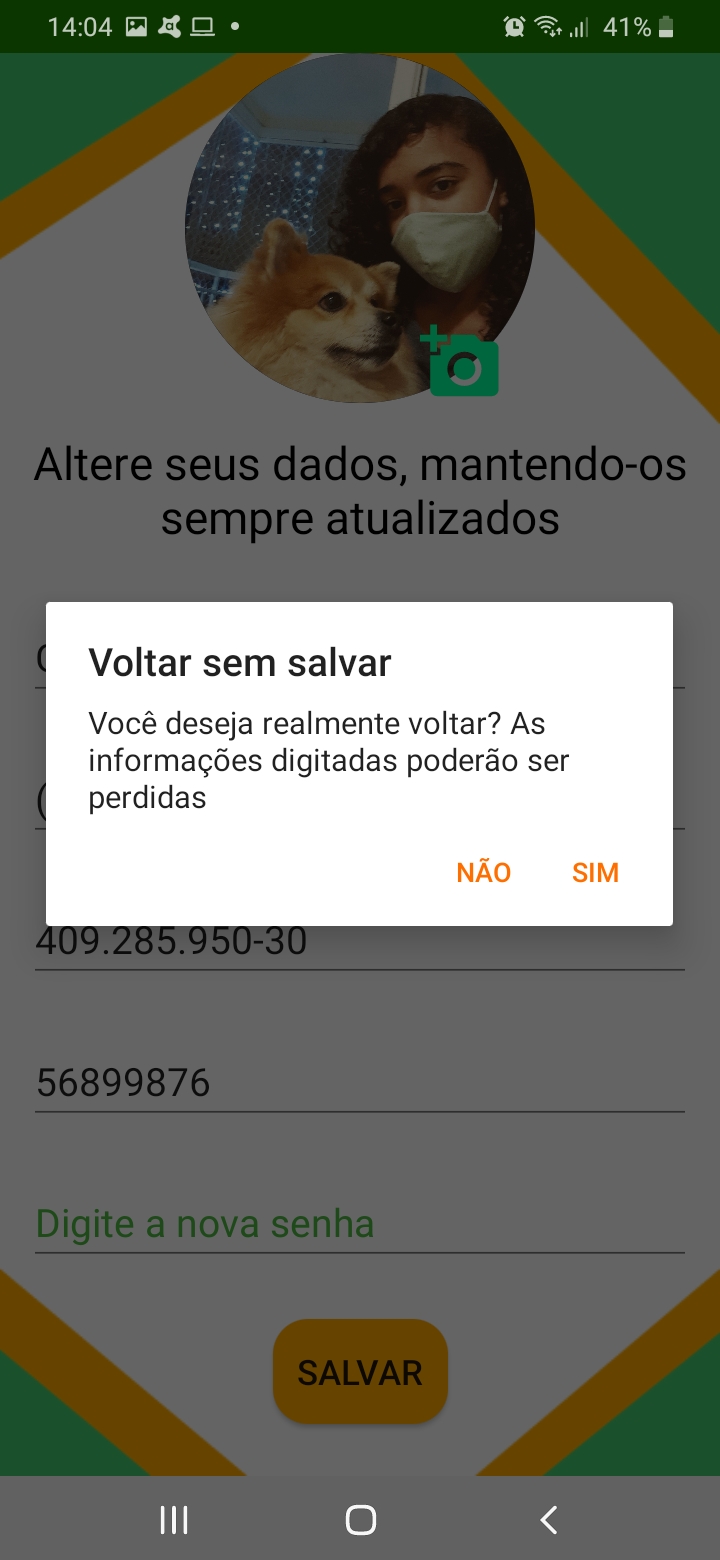 14:04
41%
Altere seus dados, mantendo-os
sempre atualizados
Voltar sem salvar
Você deseja realmente voltar? As
informações digitadas poderão ser
perdidas
NÃO SIM
409.285.950-30
56899876
Digite a nova senha
SALVAR